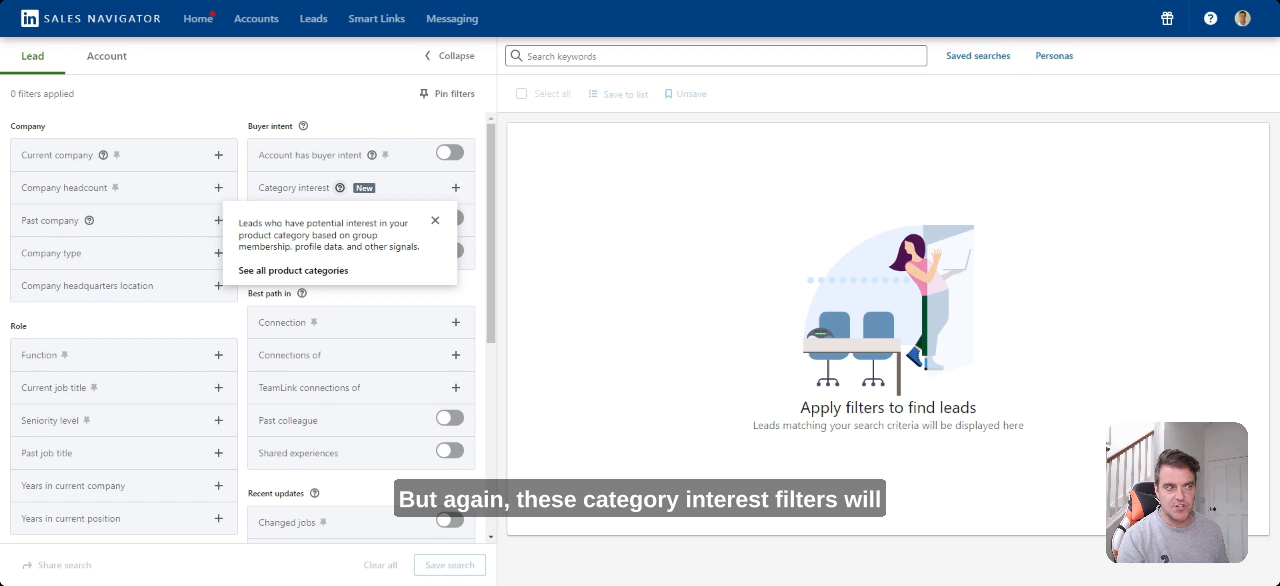 in SALES NAVIGATOR Home Accounts Leads Smart Links Messaging
Lead Account Collapse
Search keywords Saved searches Personas
0 filters applied Pin filters
Select all Save to list Unsave
Company
Current company
Company headcount
Past company
Company type
Company headquarters location
Role
Function
Current job title
Seniority level
Past job title
Years in current company
Years in current position
Buyer intent
Account has buyer intent
Category interest New
Leads who have potential interest in your
product category based on group
membership, profile data, and other signals.
See all product categories
Best path in
Connection
Connections of
TeamLink connections of
Past colleague
Shared experiences
Recent updates
Changed jobs
Share search Clear all Save search
Apply filters to find leads
Leads matching your search criteria will be displayed here
But again, these category interest filters will